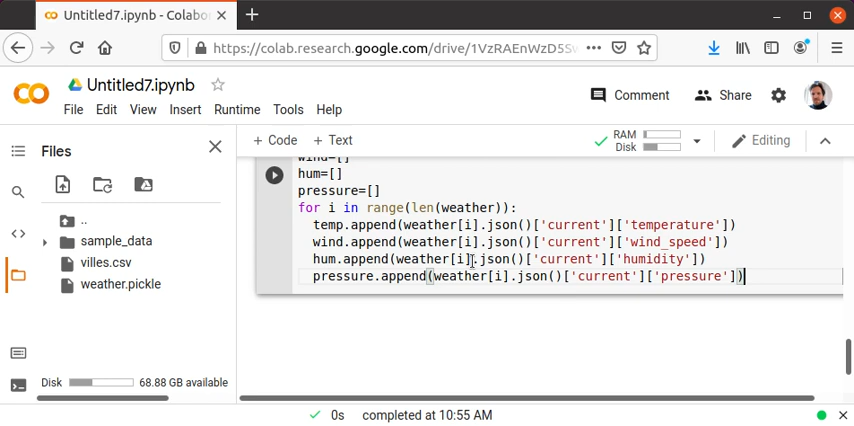 Untitled7.ipynb - Colabo
https://colab.research.google.com/drive/1VzRAEnWzD5Sw
Untitled7.ipynb
File Edit View Insert Runtime Tools Help
Comment Share
Files
+ Code + Text
RAM
Disk
Editing
..
sample_data
villes.csv
weather.pickle
Disk 68.88 GB available
wind=[]
hum=[]
pressure=[]
for i in range(len(weather)):
temp.append(weather[i].json()['current']['temperature'])
wind.append(weather[i].json()['current']['wind_speed'])
hum.append(weather[i].json()['current']['humidity'])
pressure.append(weather[i].json()['current']['pressure'])
0s completed at 10:55 AM